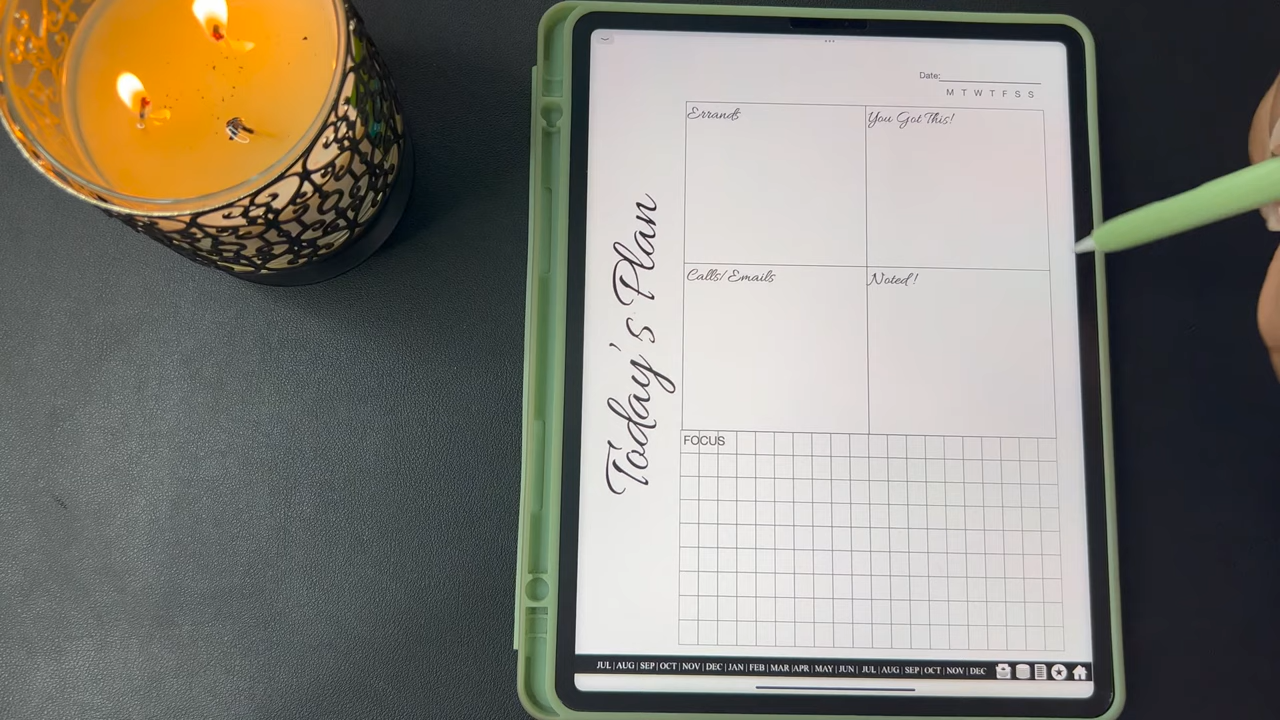 Date:
M T W T F S S
Today's Plan
Errands
You Got This!
Calls/Emails
Noted!
FOCUS
JUL | AUG | SEP | OCT | NOV | DEC | JAN | FEB | MAR |APR | MAY | JUN | JUL | AUG | SEP | OCT | NOV | DEC